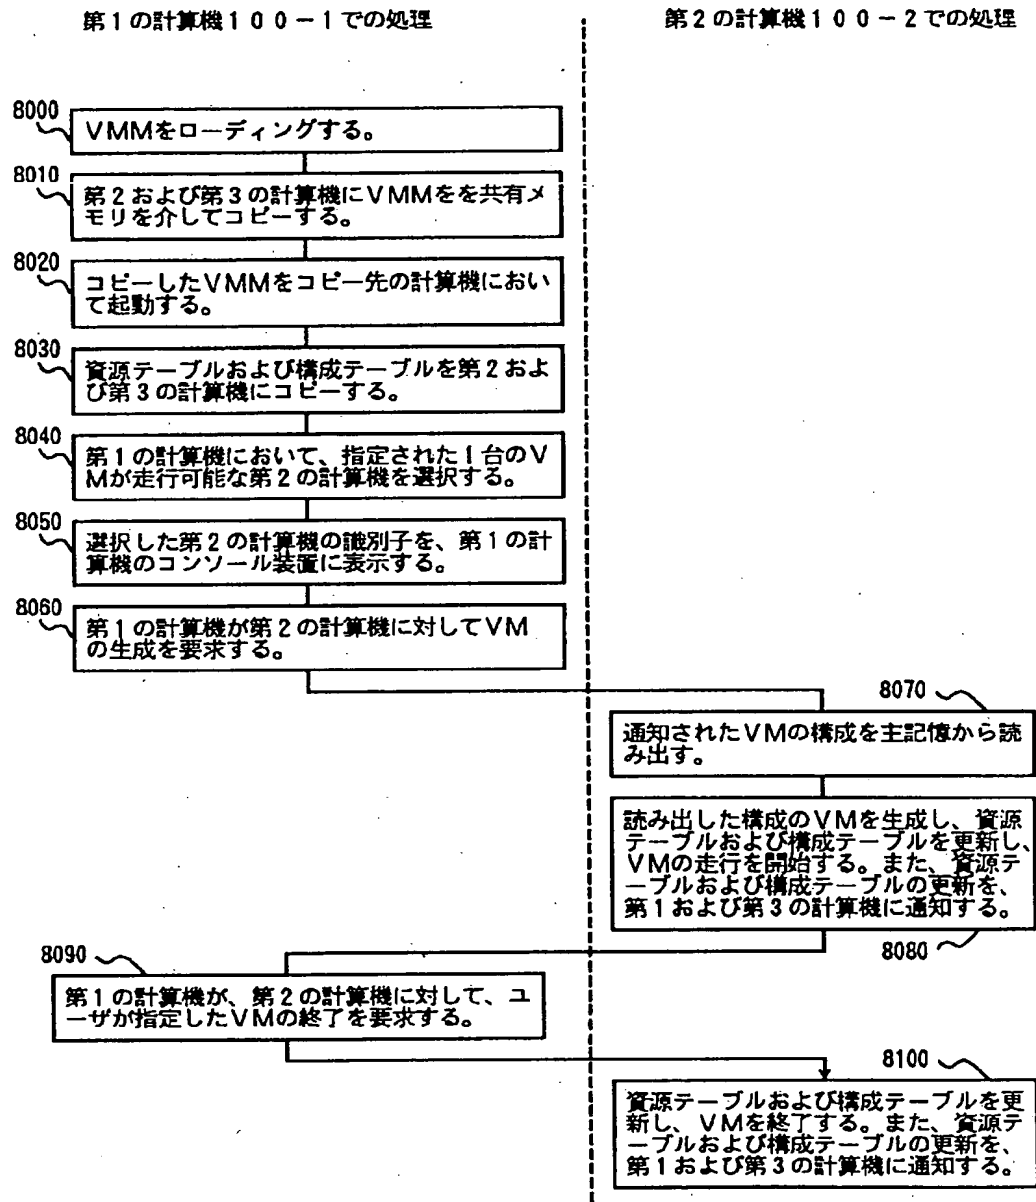 第1の計算機100-1での処理
第2の計算機100-2での処理
8000
VMMをローディングする。
8010
第2および第3の計算機にVMMをを共有メ
モリを介してコピーする。
8020
コピーしたVMMをコピー先の計算機におい
て起動する。
8030
資源テーブルおよび構成テーブルを第2およ
び第3の計算機にコピーする。
8040
第1の計算機において、指定された1台のV
Mが走行可能な第2の計算機を選択する。
8050
選択した第2の計算機の識別子を、第1の計
算機のコンソール装置に表示する。
8060
第1の計算機が第2の計算機に対してVM
の生成を要求する。
8070
通知されたVMの構成を主記憶から読
み出す。
読み出した構成のVMを生成し、資源
テーブルおよび構成テーブルを更新し、
VMの走行を開始する。また、資源テ
ーブルおよび構成テーブルの更新を、
第1および第3の計算機に通知する。
8080
8090
第1の計算機が、第2の計算機に対して、ユ
ーザが指定したVMの終了を要求する。
8100
資源テーブルおよび構成テーブルを更
新し、VMを終了する。また、資源テ
ーブルおよび構成テーブルの更新を、
第1および第3の計算機に通知する。